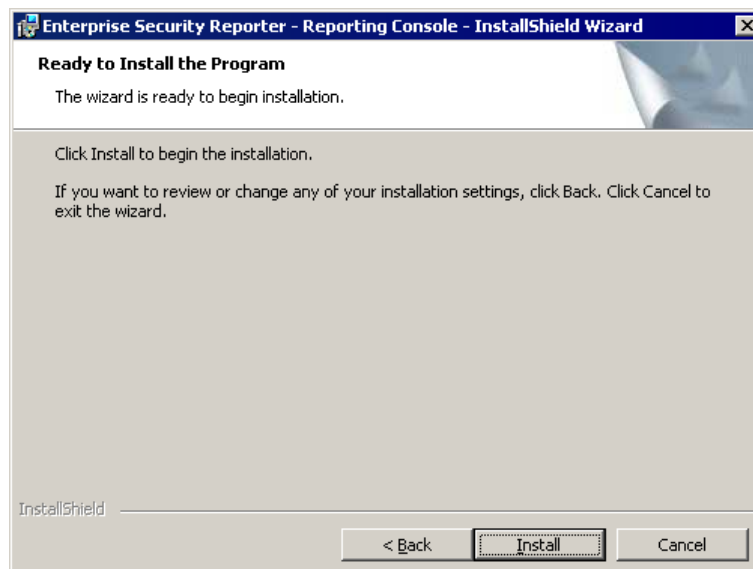 Enterprise Security Reporter - Reporting Console - InstallShield Wizard
Ready to Install the Program
The wizard is ready to begin installation.
Click Install to begin the installation.
If you want to review or change any of your installation settings, click Back. Click Cancel to
exit the wizard.
InstallShield
< Back Install Cancel